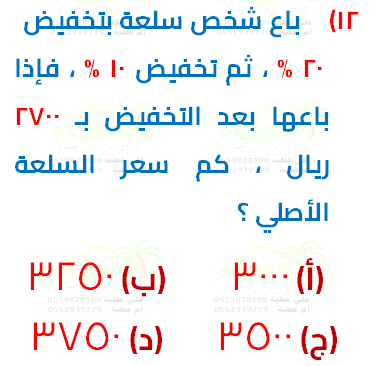 ١٢) باع شخص سلعة بتخفيض
٢٠ % ، ثم تخفيض ١٠ % ، فإذا
باعها بعد التخفيض بـ ٢٧٠٠
ريال ، كم سعر السلعة
الأصلي ؟
(أ) ٣٠٠٠ (ب) ٣٢٥٠
(ج) ٣٥٠٠ (د) ٣٧٥٠